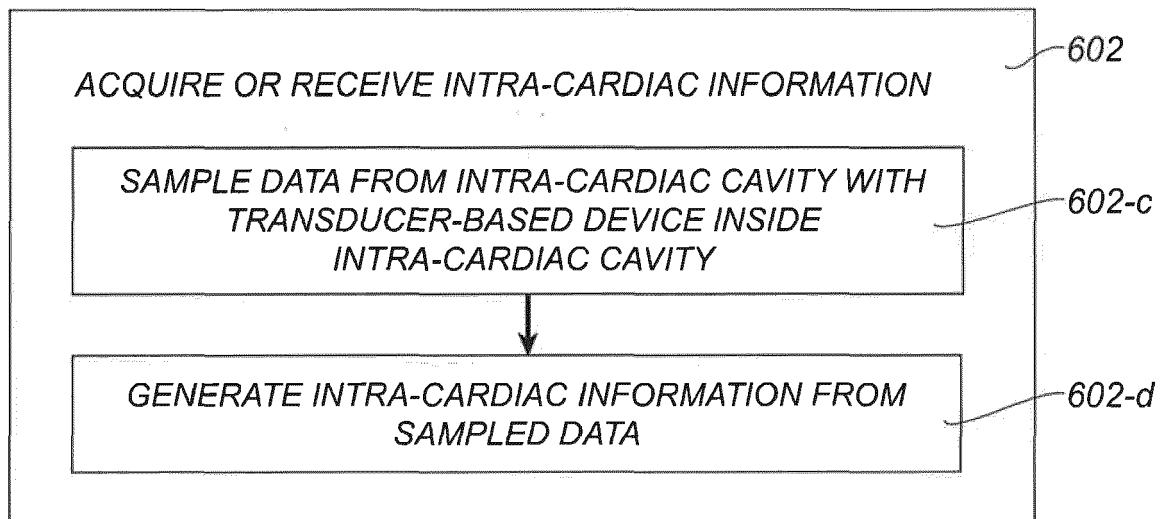 602
ACQUIRE OR RECEIVE INTRA-CARDIAC INFORMATION
SAMPLE DATA FROM INTRA-CARDIAC CAVITY WITH
TRANSDUCER-BASED DEVICE INSIDE
INTRA-CARDIAC CAVITY
602-c
GENERATE INTRA-CARDIAC INFORMATION FROM
SAMPLED DATA
602-d